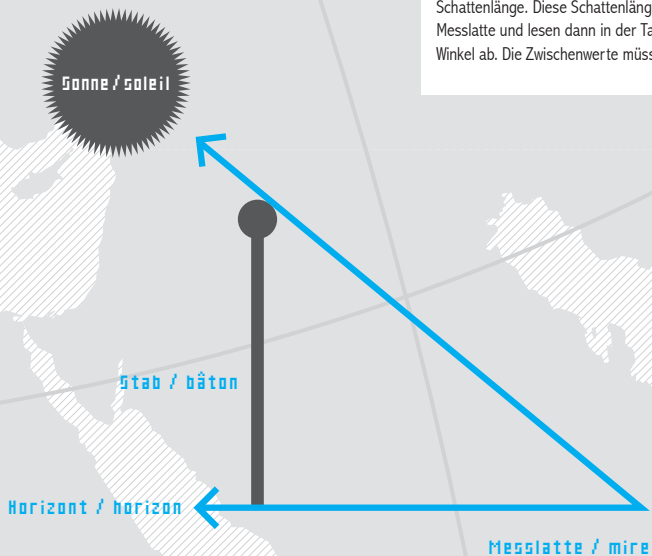 Schattenlänge. Diese Schattenläng
Messlatte und lesen dann in der Ta
Winkel ab. Die Zwischenwerte müss
Sonne / soleil
Stab / bâton
Horizont / horizon
Messlatte / mire